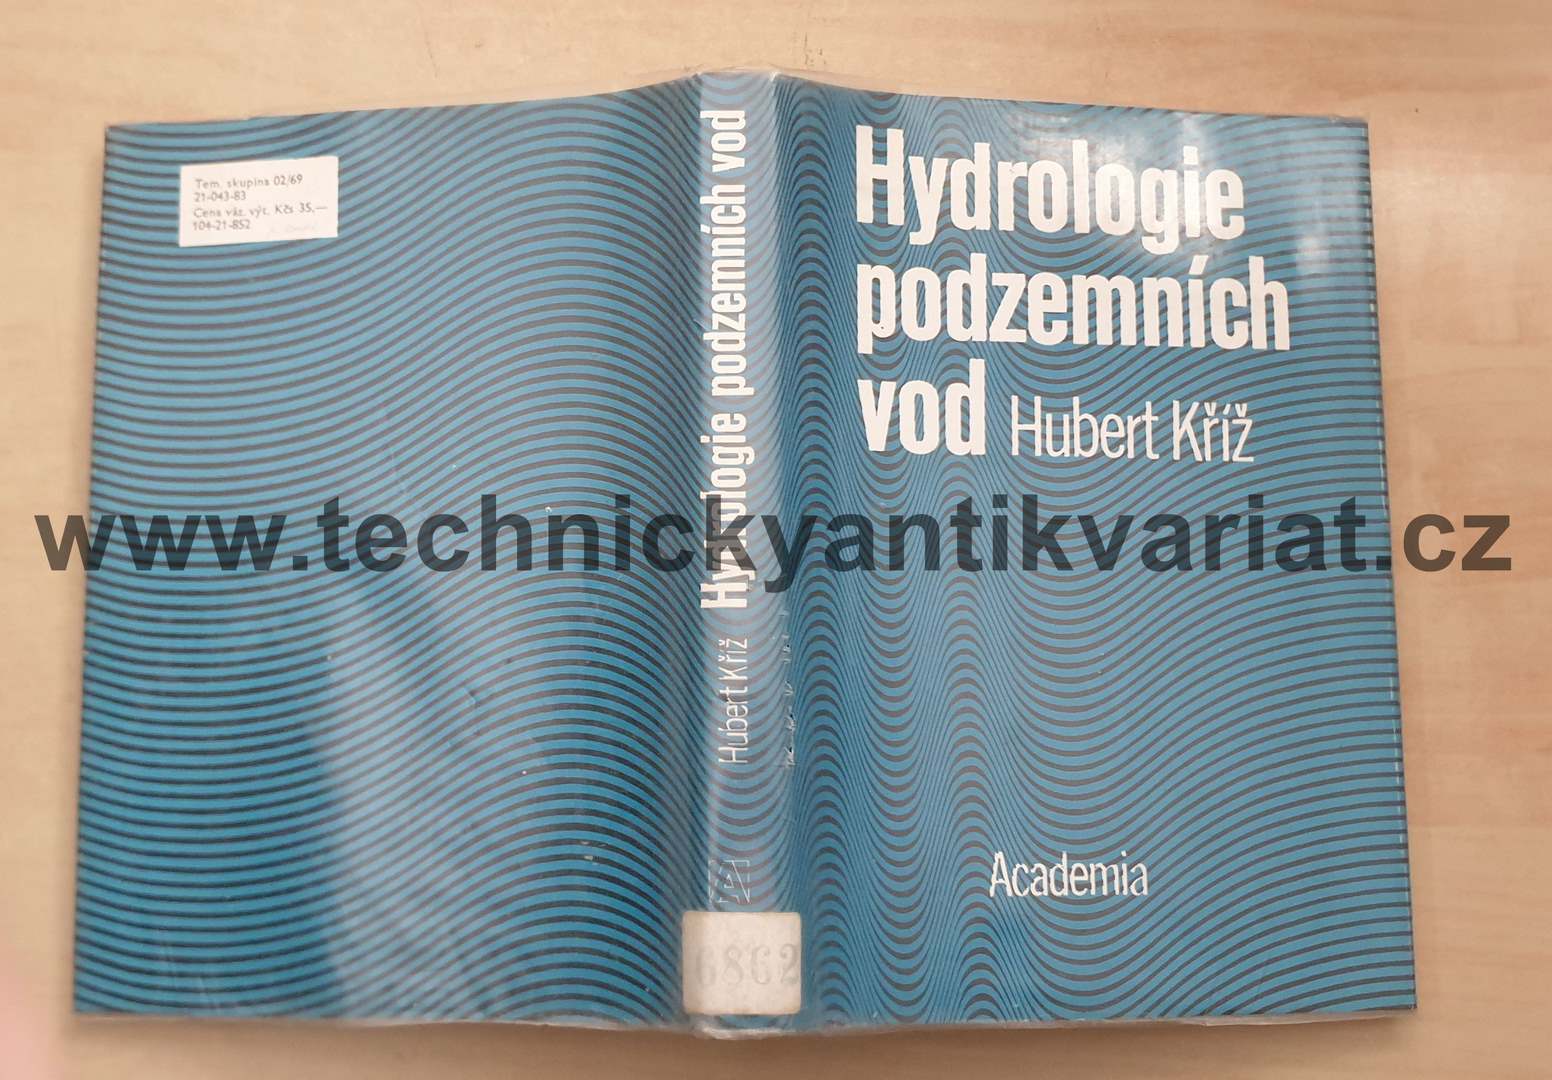 Tem. skupina 02/69
21-043-83
Cena váz. výt. Kčs 35,—
104-21-852
Hubert Kříž Hydrologie podzemních vod
6862
Hydrologie
podzemních
vod Hubert Kříž
Academia
www.technickyantikvariat.cz